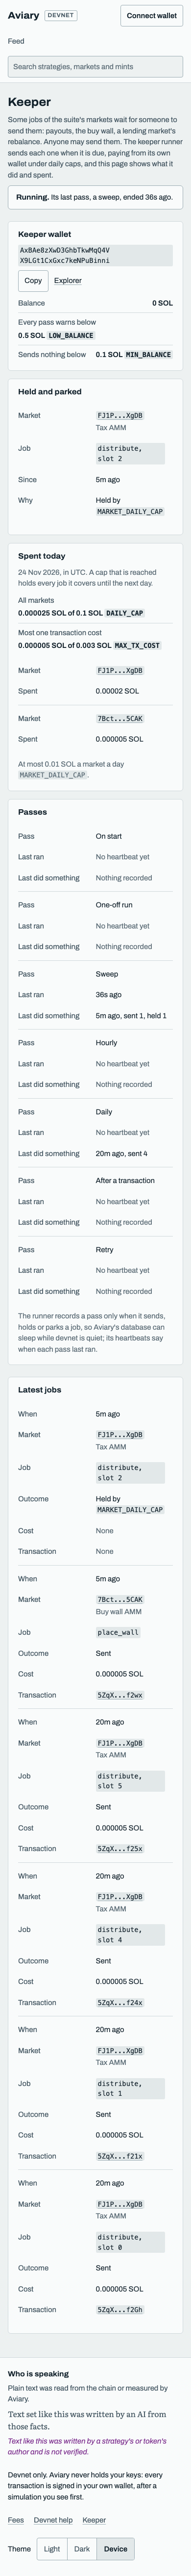 Aviary DEVNET Connect wallet
Feed
Search strategies, markets and mints
Keeper
Some jobs of the suite's markets wait for someone to
send them: payouts, the buy wall, a lending market's
rebalance. Anyone may send them. The keeper runner
sends each one when it is due, paying from its own
wallet under daily caps, and this page shows what it
did and spent.
Running. Its last pass, a sweep, ended 36s ago.
Keeper wallet
AxBAe8zXwD3GhbTkwMqQ4V
X9LGt1CxGxc7keNPuBinni
Copy Explorer
Balance 0 SOL
Every pass warns below
0.5 SOL LOW_BALANCE
Sends nothing below 0.1 SOL MIN_BALANCE
Held and parked
Market FJ1P...XgDB
Tax AMM
Job distribute,
slot 2
Since 5m ago
Why Held by
MARKET_DAILY_CAP
Spent today
24 Nov 2026, in UTC. A cap that is reached
holds every job it covers until the next day.
All markets
0.000025 SOL of 0.1 SOL DAILY_CAP
Most one transaction cost
0.000005 SOL of 0.003 SOL MAX_TX_COST
Market FJ1P...XgDB
Spent 0.00002 SOL
Market 7Bct...5CAK
Spent 0.000005 SOL
At most 0.01 SOL a market a day
MARKET_DAILY_CAP.
Passes
Pass On start
Last ran No heartbeat yet
Last did something Nothing recorded
Pass One-off run
Last ran No heartbeat yet
Last did something Nothing recorded
Pass Sweep
Last ran 36s ago
Last did something 5m ago, sent 1, held 1
Pass Hourly
Last ran No heartbeat yet
Last did something Nothing recorded
Pass Daily
Last ran No heartbeat yet
Last did something 20m ago, sent 4
Pass After a transaction
Last ran No heartbeat yet
Last did something Nothing recorded
Pass Retry
Last ran No heartbeat yet
Last did something Nothing recorded
The runner records a pass only when it sends,
holds or parks a job, so Aviary's database can
sleep while devnet is quiet; its heartbeats say
when each pass last ran.
Latest jobs
When 5m ago
Market FJ1P...XgDB
Tax AMM
Job distribute,
slot 2
Outcome Held by
MARKET_DAILY_CAP
Cost None
Transaction None
When 5m ago
Market 7Bct...5CAK
Buy wall AMM
Job place_wall
Outcome Sent
Cost 0.000005 SOL
Transaction 5ZqX...f2wx
When 20m ago
Market FJ1P...XgDB
Tax AMM
Job distribute,
slot 5
Outcome Sent
Cost 0.000005 SOL
Transaction 5ZqX...f25x
When 20m ago
Market FJ1P...XgDB
Tax AMM
Job distribute,
slot 4
Outcome Sent
Cost 0.000005 SOL
Transaction 5ZqX...f24x
When 20m ago
Market FJ1P...XgDB
Tax AMM
Job distribute,
slot 1
Outcome Sent
Cost 0.000005 SOL
Transaction 5ZqX...f21x
When 20m ago
Market FJ1P...XgDB
Tax AMM
Job distribute,
slot 0
Outcome Sent
Cost 0.000005 SOL
Transaction 5ZqX...f2Gh
Who is speaking
Plain text was read from the chain or measured by
Aviary.
Text set like this was written by an AI from
those facts.
Text like this was written by a strategy's or token's
author and is not verified.
Devnet only. Aviary never holds your keys: every
transaction is signed in your own wallet, after a
simulation you see first.
Fees Devnet help Keeper
Theme Light Dark Device